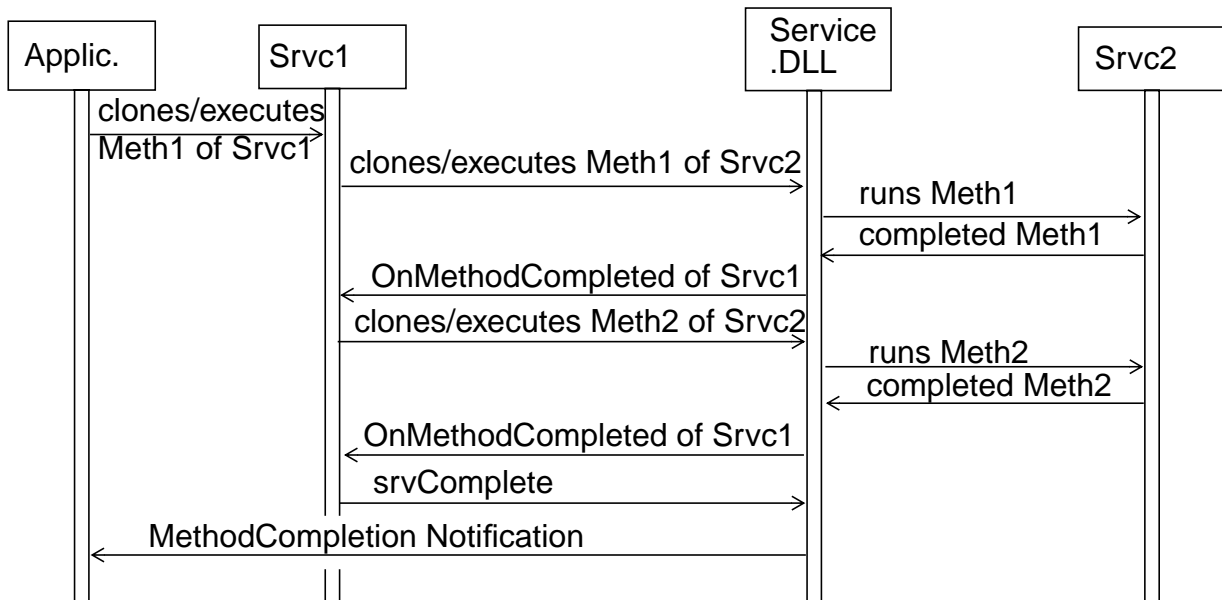 Applic.
Srvc1
Service
.DLL
Srvc2
clones/executes
Meth1 of Srvc1
clones/executes Meth1 of Srvc2
runs Meth1
completed Meth1
OnMethodCompleted of Srvc1
clones/executes Meth2 of Srvc2
runs Meth2
completed Meth2
OnMethodCompleted of Srvc1
srvComplete
MethodCompletion Notification